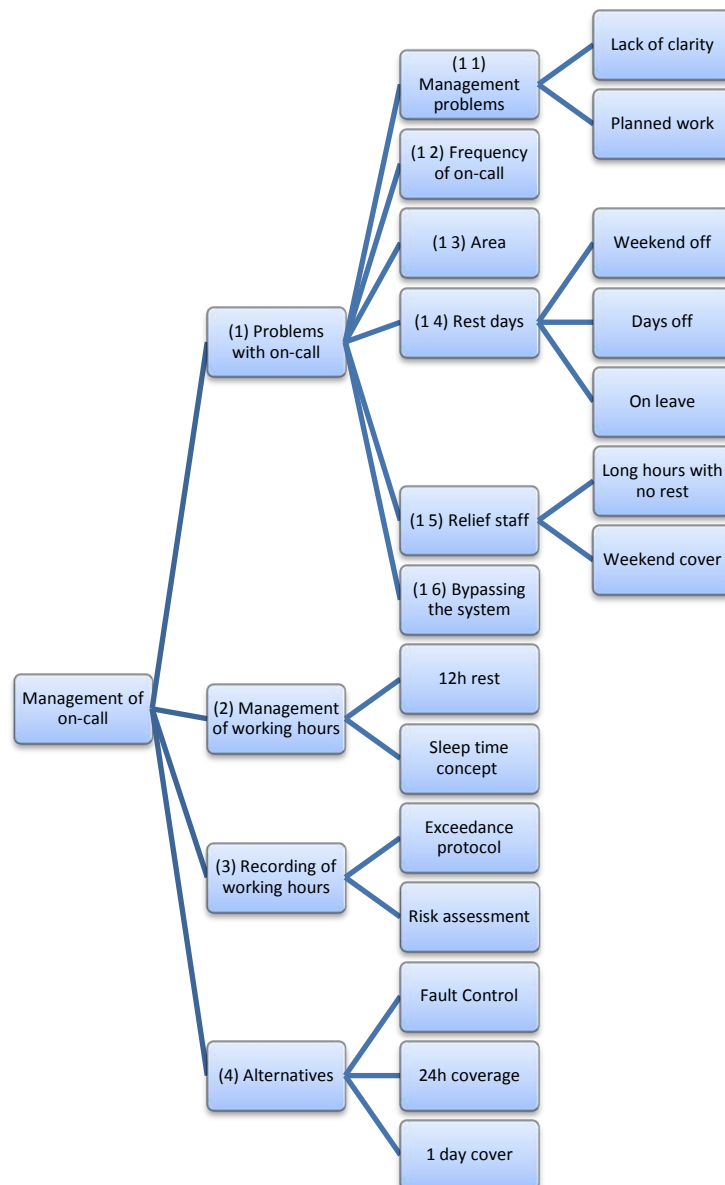 Management of
on-call
(1) Problems
with on-call
(1 1)
Management
problems
Lack of clarity
Planned work
(1 2) Frequency
of on-call
(1 3) Area
(1 4) Rest days
Weekend off
Days off
On leave
(1 5) Relief staff
Long hours with
no rest
Weekend cover
(1 6) Bypassing
the system
(2) Management
of working hours
12h rest
Sleep time
concept
(3) Recording of
working hours
Exceedance
protocol
Risk assessment
(4) Alternatives
Fault Control
24h coverage
1 day cover